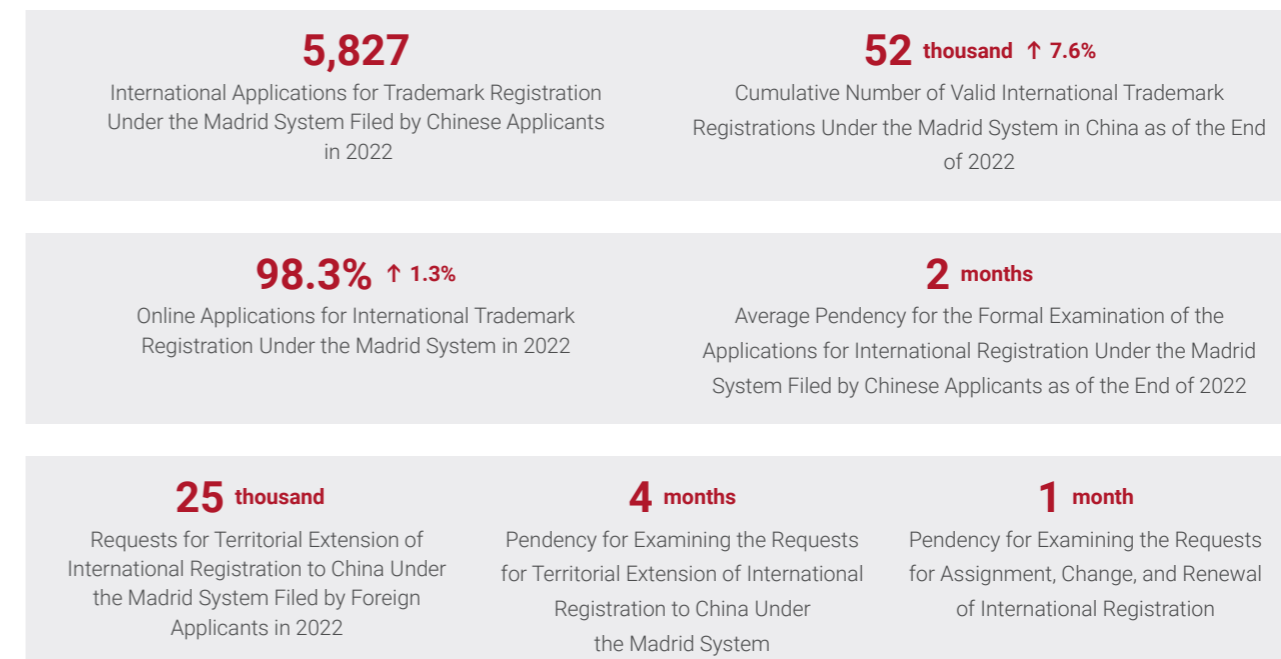 5,827
International Applications for Trademark Registration
Under the Madrid System Filed by Chinese Applicants
in 2022
52 thousand ↑ 7.6%
Cumulative Number of Valid International Trademark
Registrations Under the Madrid System in China as of the End
of 2022
98.3% ↑ 1.3%
Online Applications for International Trademark
Registration Under the Madrid System in 2022
2 months
Average Pendency for the Formal Examination of the
Applications for International Registration Under the Madrid
System Filed by Chinese Applicants as of the End of 2022
25 thousand
Requests for Territorial Extension of
International Registration to China Under
the Madrid System Filed by Foreign
Applicants in 2022
4 months
Pendency for Examining the Requests
for Territorial Extension of International
Registration to China Under
the Madrid System
1 month
Pendency for Examining the Requests
for Assignment, Change, and Renewal
of International Registration